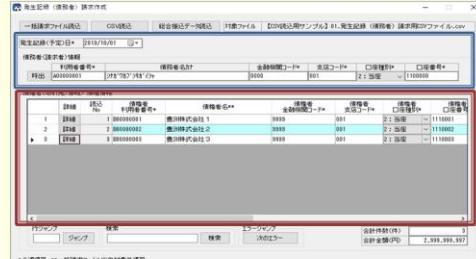 発生記録（債務者）請求作成
一括請求ファイル読込 CSV読込 総合振込データ読込 対象ファイル 【CSV読込用サンプル】01.発生記録（債務者）請求用CSVファイル.csv
発生記録(予定)日* 2019/10/01
債務者(請求者)情報
利用者番号* 債務者名カナ 金融機関コード* 支店コード* 口座種別* 口座番号*
呼出 A00000001 9999 001 2：当座 1100000
詳細 読込No 債権者利用者番号* 債権者名** 債権者金融機関コード* 債権者支店コード* 債権者口座種別* 債権者口座番号
1 詳細 1 B00000001 豊洲株式会社１ 9999 001 2：当座 1110001
2 詳細 2 B00000002 豊洲株式会社２ 9999 001 2：当座 1110002
3 詳細 3 B00000003 豊洲株式会社３ 9999 001 2：当座 1110003
行ジャンプ 検索 エラージャンプ 合計件数(件) 3
ジャンプ 検索 次のエラー 合計金額(円) 2,999,999,997